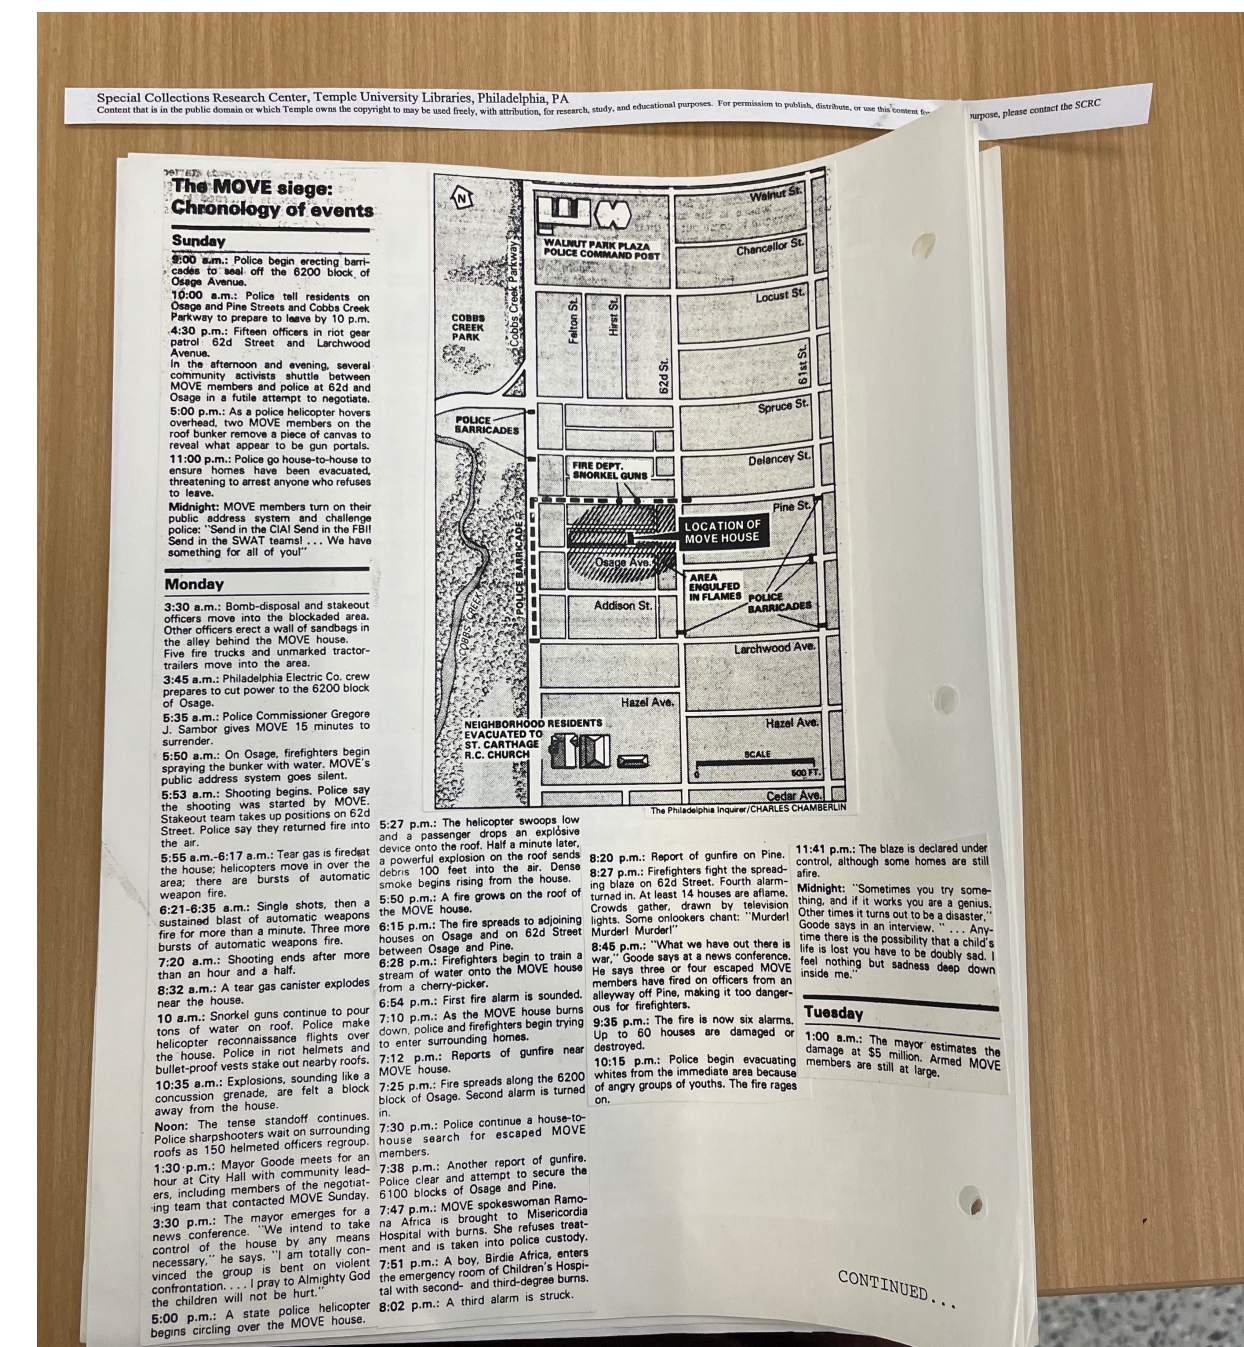 Special Collections Research Center, Temple University Libraries, Philadelphia, PA
Content that is in the public domain or which Temple owns the copyright to may be used freely, with attribution, for research, study, and educational purposes. For permission to publish, distribute, or use this content for purpose, please contact the SCRC
The MOVE siege:
Chronology of events
Sunday
9:00 a.m.: Police begin erecting barri-
cades to seal off the 6200 block of
Osage Avenue.
10:00 a.m.: Police tell residents on
Osage and Pine Streets and Cobbs Creek
Parkway to prepare to leave by 10 p.m.
4:30 p.m.: Fifteen officers in riot gear
patrol 62d Street and Larchwood
Avenue.
In the afternoon and evening, several
community activists shuttle between
MOVE members and police at 62d and
Osage in a futile attempt to negotiate.
5:00 p.m.: As a police helicopter hovers
overhead, two MOVE members on the
roof bunker remove a piece of canvas to
reveal what appear to be gun portals.
11:00 p.m.: Police go house-to-house to
ensure homes have been evacuated,
threatening to arrest anyone who refuses
to leave.
Midnight: MOVE members turn on their
public address system and challenge
police: "Send in the CIA! Send in the FBI!
Send in the SWAT teams! ... We have
something for all of you!"
Monday
3:30 a.m.: Bomb-disposal and stakeout
officers move into the blockaded area.
Other officers erect a wall of sandbags in
the alley behind the MOVE house.
Five fire trucks and unmarked tractor-
trailers move into the area.
3:45 a.m.: Philadelphia Electric Co. crew
prepares to cut power to the 6200 block
of Osage.
5:35 a.m.: Police Commissioner Gregore
J. Sambor gives MOVE 15 minutes to
surrender.
5:50 a.m.: On Osage, firefighters begin
spraying the bunker with water. MOVE's
public address system goes silent.
5:53 a.m.: Shooting begins. Police say
the shooting was started by MOVE.
Stakeout team takes up positions on 62d
Street. Police say they returned fire into
the air.
5:55 a.m.-6:17 a.m.: Tear gas is fired at
the house; helicopters move in over the
area; there are bursts of automatic
weapon fire.
6:21-6:35 a.m.: Single shots, then a
sustained blast of automatic weapons
fire for more than a minute. Three more
bursts of automatic weapons fire.
7:20 a.m.: Shooting ends after more
than an hour and a half.
8:32 a.m.: A tear gas canister explodes
near the house.
10 a.m.: Snorkel guns continue to pour
tons of water on roof. Police make
helicopter reconnaissance flights over
the house. Police in riot helmets and
bullet-proof vests stake out nearby roofs.
10:35 a.m.: Explosions, sounding like a
concussion grenade, are felt a block
away from the house.
Noon: The tense standoff continues.
Police sharpshooters wait on surrounding
roofs as 150 helmeted officers regroup.
1:30 p.m.: Mayor Goode meets for an
hour at City Hall with community lead-
ers, including members of the negotiat-
ing team that contacted MOVE Sunday.
3:30 p.m.: The mayor emerges for a
news conference. "We intend to take
control of the house by any means
necessary," he says. "I am totally con-
vinced the group is bent on violent
confrontation. ... I pray to Almighty God
the children will not be hurt."
5:00 p.m.: A state police helicopter
begins circling over the MOVE house.
N
WALNUT PARK PLAZA
POLICE COMMAND POST
Walnut St.
Chancellor St.
Locust St.
Cobbs Creek Parkway
Felton St.
Hirst St.
62d St.
61st St.
COBBS
CREEK
PARK
Spruce St.
POLICE
BARRICADES
Delancey St.
FIRE DEPT.
SNORKEL GUNS
Pine St.
LOCATION OF
MOVE HOUSE
POLICE BARRICADE
Osage Ave.
AREA
ENGULFED
IN FLAMES
POLICE
BARRICADES
Addison St.
COBBS CREEK
Larchwood Ave.
Hazel Ave.
Hazel Ave.
NEIGHBORHOOD RESIDENTS
EVACUATED TO
ST. CARTHAGE
R.C. CHURCH
SCALE
0 500 FT.
Cedar Ave.
The Philadelphia Inquirer/CHARLES CHAMBERLIN
5:27 p.m.: The helicopter swoops low
and a passenger drops an explosive
device onto the roof. Half a minute later,
a powerful explosion on the roof sends
debris 100 feet into the air. Dense
smoke begins rising from the house.
5:50 p.m.: A fire grows on the roof of
the MOVE house.
6:15 p.m.: The fire spreads to adjoining
houses on Osage and on 62d Street
between Osage and Pine.
6:28 p.m.: Firefighters begin to train a
stream of water onto the MOVE house
from a cherry-picker.
6:54 p.m.: First fire alarm is sounded.
7:10 p.m.: As the MOVE house burns
down, police and firefighters begin trying
to enter surrounding homes.
7:12 p.m.: Reports of gunfire near
MOVE house.
7:25 p.m.: Fire spreads along the 6200
block of Osage. Second alarm is turned
in.
7:30 p.m.: Police continue a house-to-
house search for escaped MOVE
members.
7:38 p.m.: Another report of gunfire.
Police clear and attempt to secure the
6100 blocks of Osage and Pine.
7:47 p.m.: MOVE spokeswoman Ramo-
na Africa is brought to Misericordia
Hospital with burns. She refuses treat-
ment and is taken into police custody.
7:51 p.m.: A boy, Birdie Africa, enters
the emergency room of Children's Hospi-
tal with second- and third-degree burns.
8:02 p.m.: A third alarm is struck.
8:20 p.m.: Report of gunfire on Pine.
8:27 p.m.: Firefighters fight the spread-
ing blaze on 62d Street. Fourth alarm
turned in. At least 14 houses are aflame.
Crowds gather, drawn by television
lights. Some onlookers chant: "Murder!
Murder! Murder!"
8:45 p.m.: "What we have out there is
war," Goode says at a news conference.
He says three or four escaped MOVE
members have fired on officers from an
alleyway off Pine, making it too danger-
ous for firefighters.
9:35 p.m.: The fire is now six alarms.
Up to 60 houses are damaged or
destroyed.
10:15 p.m.: Police begin evacuating
whites from the immediate area because
of angry groups of youths. The fire rages
on.
11:41 p.m.: The blaze is declared under
control, although some homes are still
afire.
Midnight: "Sometimes you try some-
thing, and if it works you are a genius.
Other times it turns out to be a disaster,"
Goode says in an interview. "... Any-
time there is the possibility that a child's
life is lost you have to be doubly sad. I
feel nothing but sadness deep down
inside me."
Tuesday
1:00 a.m.: The mayor estimates the
damage at $5 million. Armed MOVE
members are still at large.
CONTINUED...